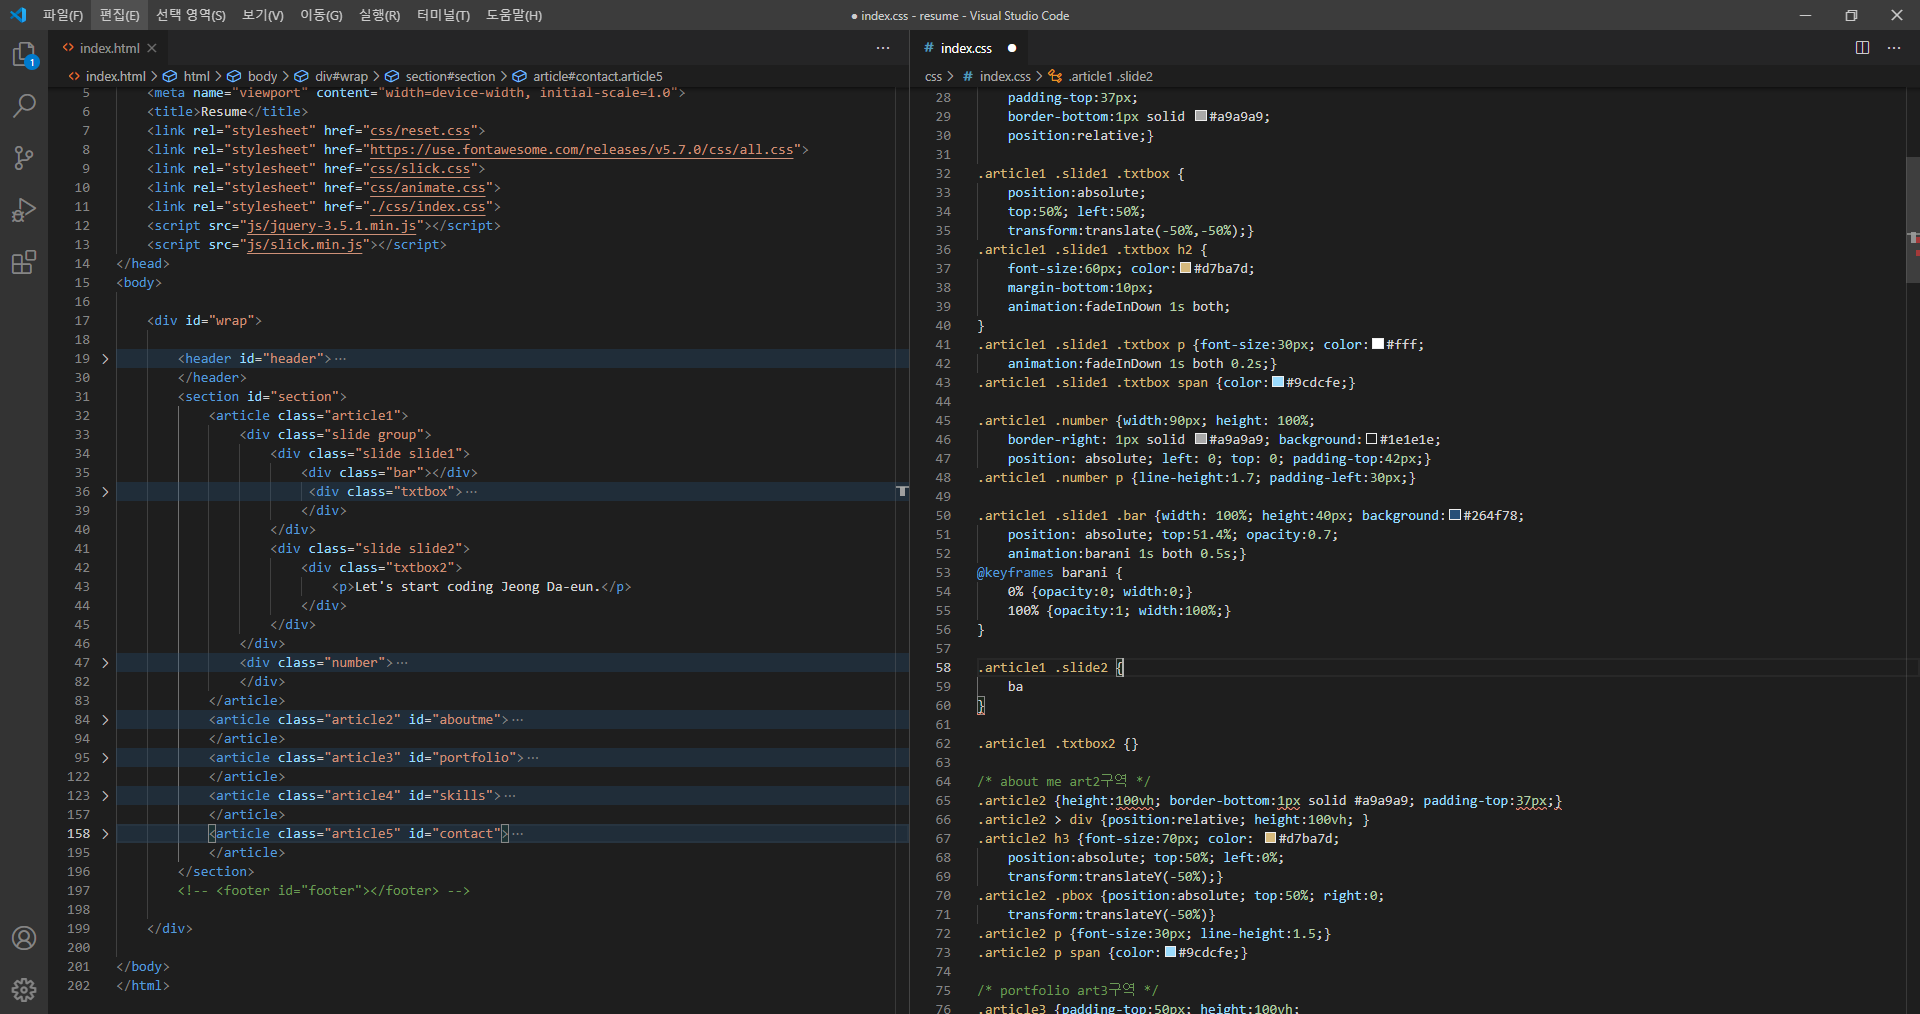 파일(F) 편집(E) 선택 영역(S) 보기(V) 이동(G) 실행(R) 터미널(T) 도움말(H)
● index.css - resume - Visual Studio Code
1
index.html
index.html > html > body > div#wrap > section#section > article#contact.article5
5 <meta name="viewport" content="width=device-width, initial-scale=1.0">
6 <title>Resume</title>
7 <link rel="stylesheet" href="css/reset.css">
8 <link rel="stylesheet" href="https://use.fontawesome.com/releases/v5.7.0/css/all.css">
9 <link rel="stylesheet" href="css/slick.css">
10 <link rel="stylesheet" href="css/animate.css">
11 <link rel="stylesheet" href="./css/index.css">
12 <script src="js/jquery-3.5.1.min.js"></script>
13 <script src="js/slick.min.js"></script>
14 </head>
15 <body>
16
17 <div id="wrap">
18
19 <header id="header">…
30 </header>
31 <section id="section">
32 <article class="article1">
33 <div class="slide group">
34 <div class="slide slide1">
35 <div class="bar"></div>
36 <div class="txtbox">…
39 </div>
40 </div>
41 <div class="slide slide2">
42 <div class="txtbox2">
43 <p>Let's start coding Jeong Da-eun.</p>
44 </div>
45 </div>
46 </div>
47 <div class="number">…
82 </div>
83 </article>
84 <article class="article2" id="aboutme">…
94 </article>
95 <article class="article3" id="portfolio">…
122 </article>
123 <article class="article4" id="skills">…
157 </article>
158 <article class="article5" id="contact">…
195 </article>
196 </section>
197 <!-- <footer id="footer"></footer> -->
198
199 </div>
200
201 </body>
202 </html>
# index.css
css > # index.css > .article1 .slide2
28 padding-top:37px;
29 border-bottom:1px solid #a9a9a9;
30 position:relative;}
31
32 .article1 .slide1 .txtbox {
33 position:absolute;
34 top:50%; left:50%;
35 transform:translate(-50%,-50%);}
36 .article1 .slide1 .txtbox h2 {
37 font-size:60px; color:#d7ba7d;
38 margin-bottom:10px;
39 animation:fadeInDown 1s both;
40 }
41 .article1 .slide1 .txtbox p {font-size:30px; color:#fff;
42 animation:fadeInDown 1s both 0.2s;}
43 .article1 .slide1 .txtbox span {color:#9cdcfe;}
44
45 .article1 .number {width:90px; height: 100%;
46 border-right: 1px solid #a9a9a9; background:#1e1e1e;
47 position: absolute; left: 0; top: 0; padding-top:42px;}
48 .article1 .number p {line-height:1.7; padding-left:30px;}
49
50 .article1 .slide1 .bar {width: 100%; height:40px; background:#264f78;
51 position: absolute; top:51.4%; opacity:0.7;
52 animation:barani 1s both 0.5s;}
53 @keyframes barani {
54 0% {opacity:0; width:0;}
55 100% {opacity:1; width:100%;}
56 }
57
58 .article1 .slide2 {
59 ba
60 }
61
62 .article1 .txtbox2 {}
63
64 /* about me art2구역 */
65 .article2 {height:100vh; border-bottom:1px solid #a9a9a9; padding-top:37px;}
66 .article2 > div {position:relative; height:100vh; }
67 .article2 h3 {font-size:70px; color: #d7ba7d;
68 position:absolute; top:50%; left:0%;
69 transform:translateY(-50%);}
70 .article2 .pbox {position:absolute; top:50%; right:0;
71 transform:translateY(-50%)}
72 .article2 p {font-size:30px; line-height:1.5;}
73 .article2 p span {color:#9cdcfe;}
74
75 /* portfolio art3구역 */
76 .article3 {padding-top:50px; height:100vh;